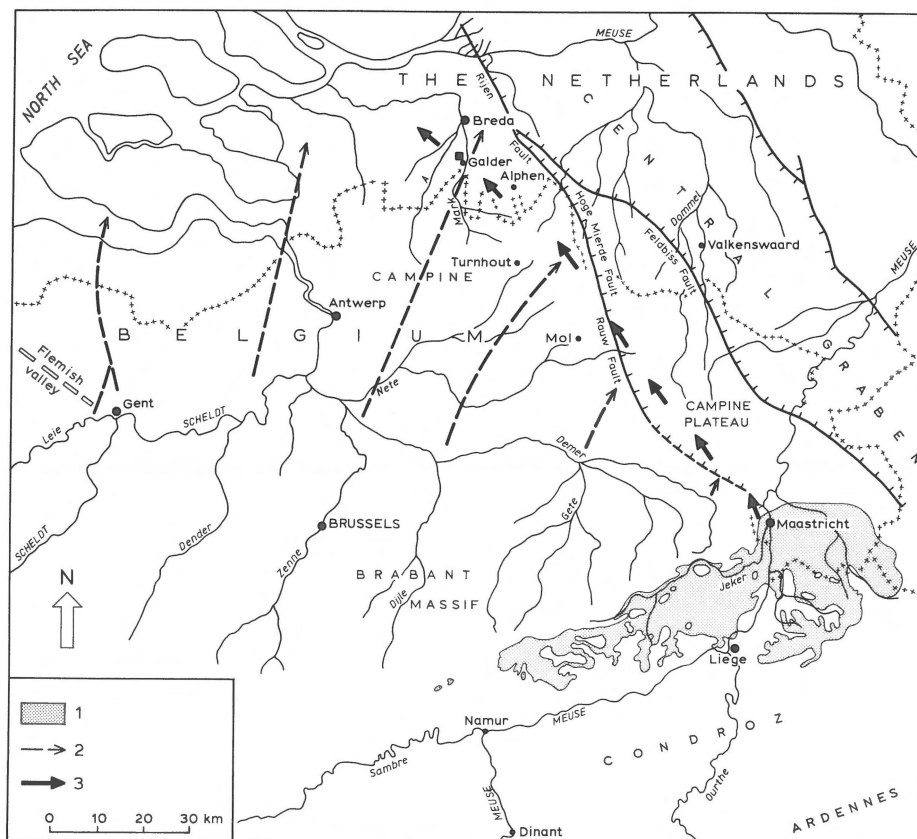 NORTH SEA
MEUSE
THE NETHERLANDS
Rijen
Fault
Breda
Galder
Alphen
Mark
CENTRAL GRABEN
Dommel
Valkenswaard
MEUSE
Hoge Mierde Fault
Feldbiss Fault
Turnhout
CAMPINE
Antwerp
BELGIUM
Mol
Rauw Fault
Nete
Flemish
valley
Gent
SCHELDT
Leie
CAMPINE
PLATEAU
Demer
SCHELDT
Dender
BRUSSELS
Zenne
Gete
Maastricht
BRABANT
MASSIF
Dijle
Jeker
N
Liege
1
2
3
0 10 20 30 km
Namur
MEUSE
Sambre
MEUSE
Dinant
CONDROZ
Ourthe
ARDENNES